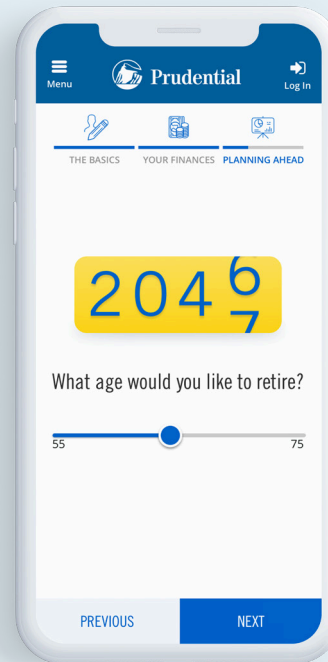 Menu
Prudential
Log In
THE BASICS YOUR FINANCES PLANNING AHEAD
2046
7
What age would you like to retire?
55 75
PREVIOUS NEXT